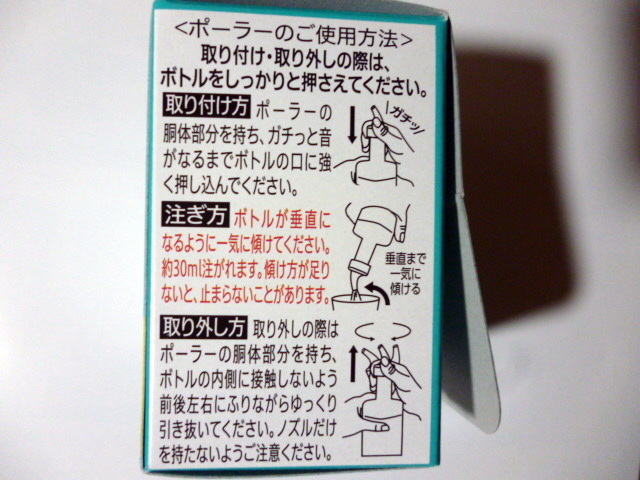 ＜ポーラーのご使用方法＞
取り付け・取り外しの際は、
ボトルをしっかりと押さえてください。
取り付け方 ポーラーの
胴体部分を持ち、ガチっと音
がなるまでボトルの口に強
く押し込んでください。
ガチッ
注ぎ方 ボトルが垂直に
なるように一気に傾けてください。
約30ml注がれます。傾け方が足り
ないと、止まらないことがあります。
垂直まで
一気に
傾ける
取り外し方 取り外しの際は
ポーラーの胴体部分を持ち、
ボトルの内側に接触しないよう
前後左右にふりながらゆっくり
引き抜いてください。ノズルだけ
を持たないようご注意ください。